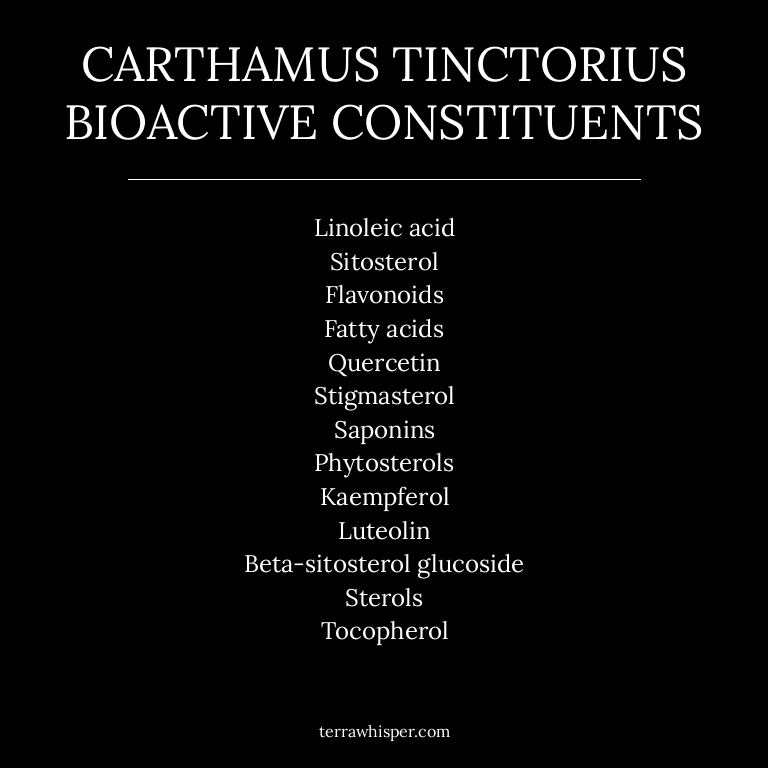 CARTHAMUS TINCTORIUS
BIOACTIVE CONSTITUENTS
Linoleic acid
Sitosterol
Flavonoids
Fatty acids
Quercetin
Stigmasterol
Saponins
Phytosterols
Kaempferol
Luteolin
Beta-sitosterol glucoside
Sterols
Tocopherol
terrawhisper.com